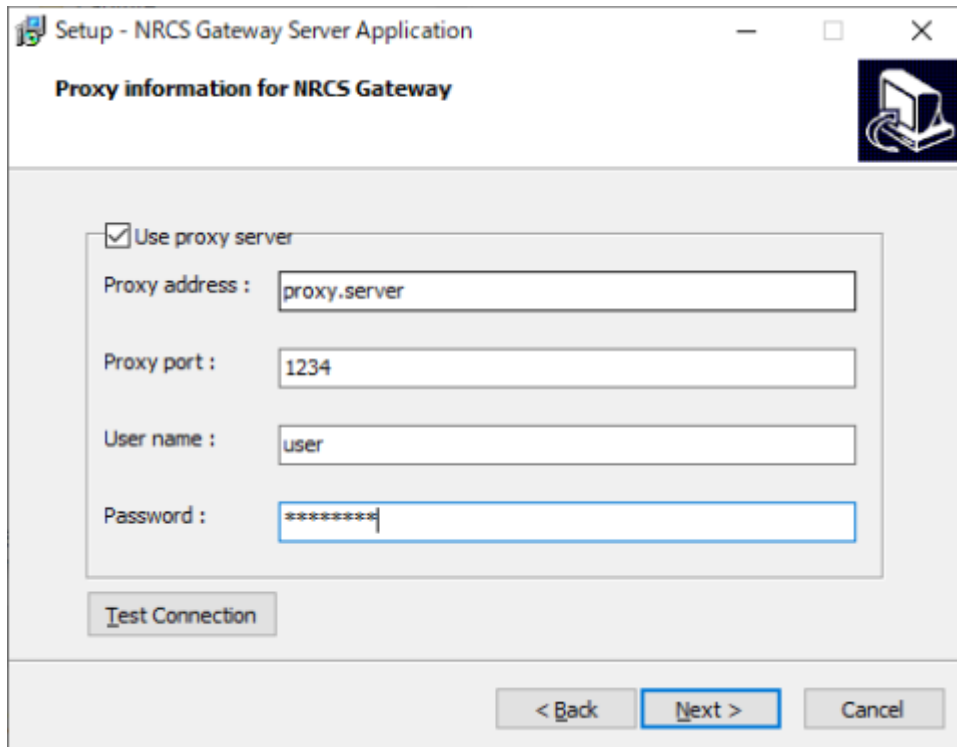 Setup - NRCS Gateway Server Application
Proxy information for NRCS Gateway
Use proxy server
Proxy address : proxy.server
Proxy port : 1234
User name : user
Password : ********
Test Connection
< Back Next > Cancel